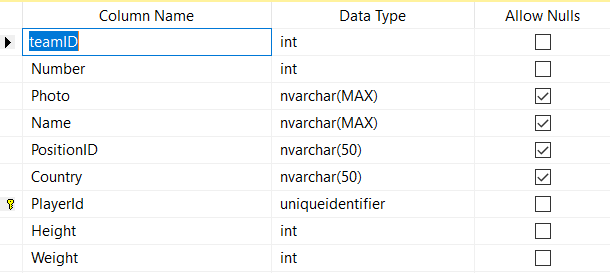 Column Name Data Type Allow Nulls
teamID int
Number int
Photo nvarchar(MAX)
Name nvarchar(MAX)
PositionID nvarchar(50)
Country nvarchar(50)
PlayerId uniqueidentifier
Height int
Weight int